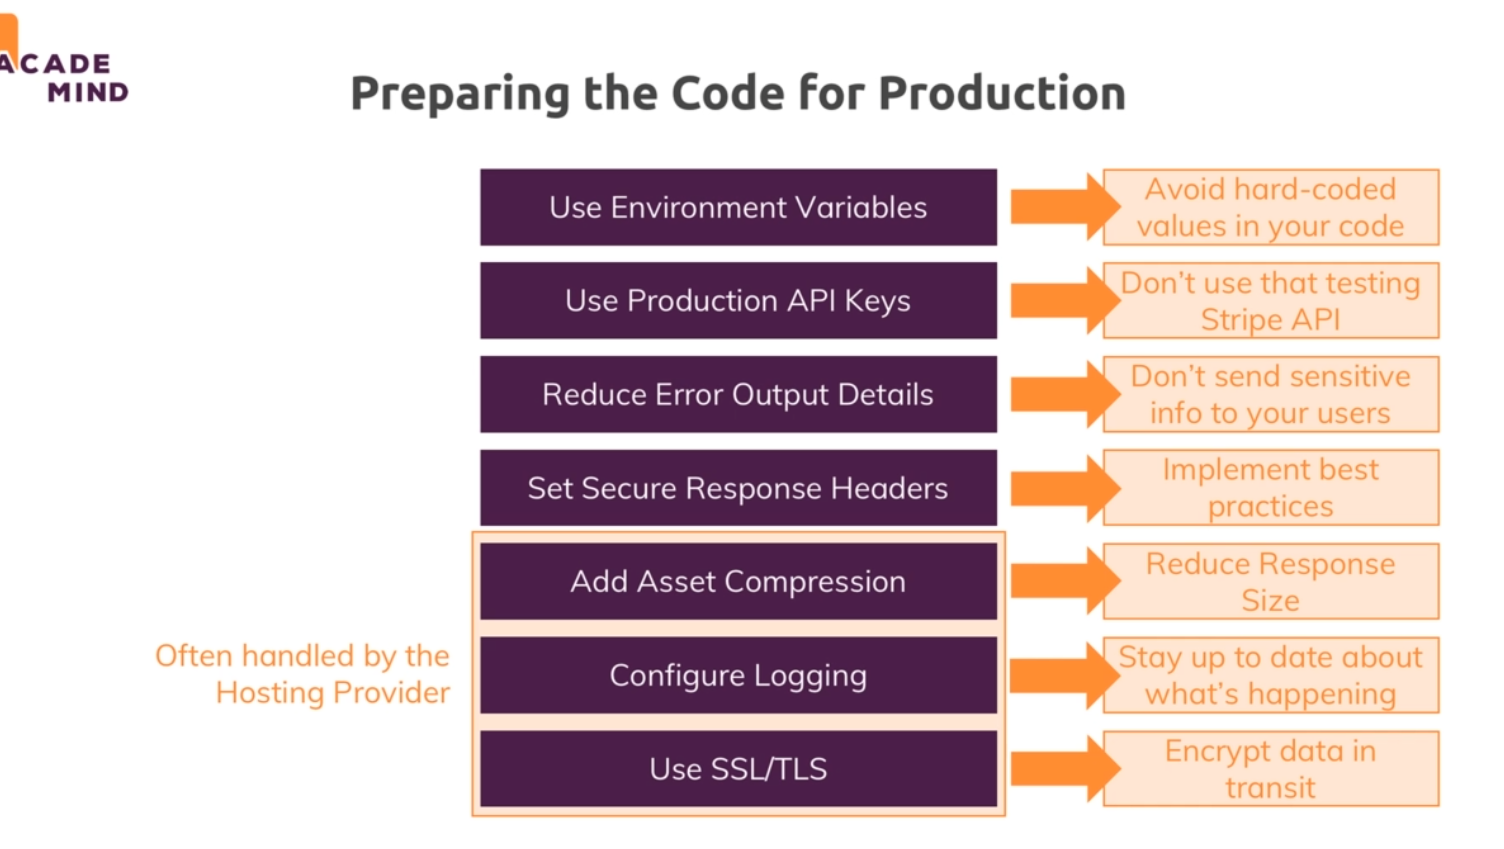 ACADE
MIND
Preparing the Code for Production
Use Environment Variables
Avoid hard-coded
values in your code
Use Production API Keys
Don't use that testing
Stripe API
Reduce Error Output Details
Don't send sensitive
info to your users
Set Secure Response Headers
Implement best
practices
Add Asset Compression
Reduce Response
Size
Often handled by the
Hosting Provider
Configure Logging
Stay up to date about
what's happening
Use SSL/TLS
Encrypt data in
transit